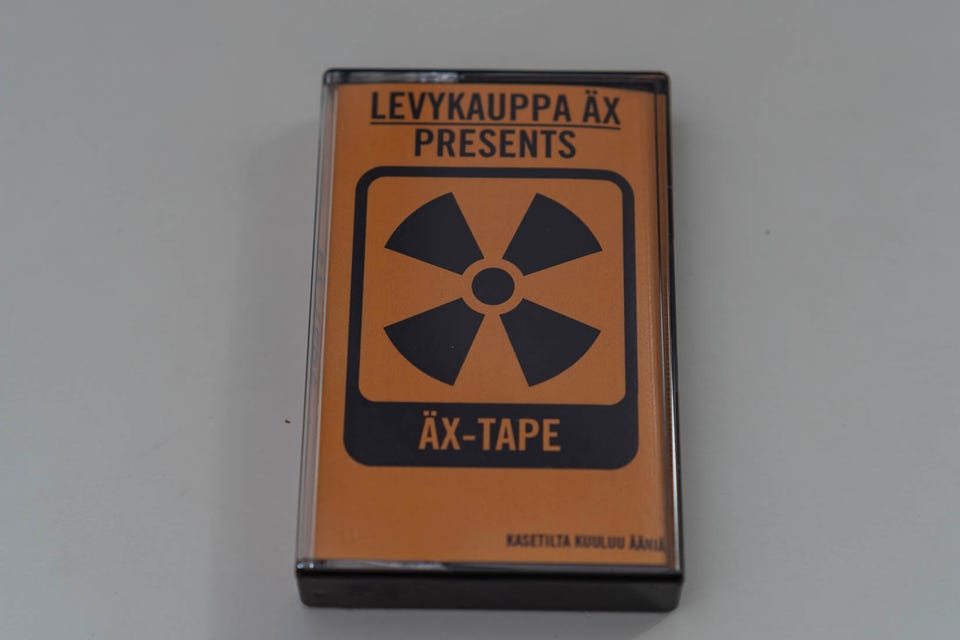 LEVYKAUPPA ÄX
PRESENTS
ÄX-TAPE
KASETILTA KUULUU ÄÄNIÄ